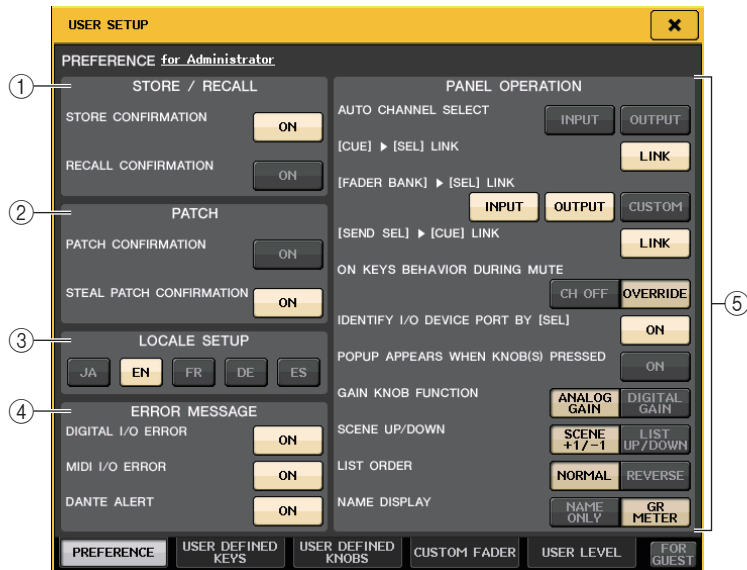 USER SETUP
×
PREFERENCE for Administrator
① STORE / RECALL
STORE CONFIRMATION ON
RECALL CONFIRMATION ON
② PATCH
PATCH CONFIRMATION ON
STEAL PATCH CONFIRMATION ON
③ LOCALE SETUP
JA EN FR DE ES
④ ERROR MESSAGE
DIGITAL I/O ERROR ON
MIDI I/O ERROR ON
DANTE ALERT ON
PANEL OPERATION
⑤
AUTO CHANNEL SELECT INPUT OUTPUT
[CUE] ▶ [SEL] LINK
LINK
[FADER BANK] ▶ [SEL] LINK
INPUT OUTPUT CUSTOM
[SEND SEL] ▶ [CUE] LINK
LINK
ON KEYS BEHAVIOR DURING MUTE
CH OFF OVERRIDE
IDENTIFY I/O DEVICE PORT BY [SEL]
ON
POPUP APPEARS WHEN KNOB(S) PRESSED ON
GAIN KNOB FUNCTION
ANALOG GAIN
DIGITAL GAIN
SCENE UP/DOWN
SCENE +1/-1
LIST UP/DOWN
LIST ORDER NORMAL REVERSE
NAME DISPLAY
NAME ONLY
GR METER
PREFERENCE
USER DEFINED KEYS
USER DEFINED KNOBS
CUSTOM FADER
USER LEVEL
FOR GUEST